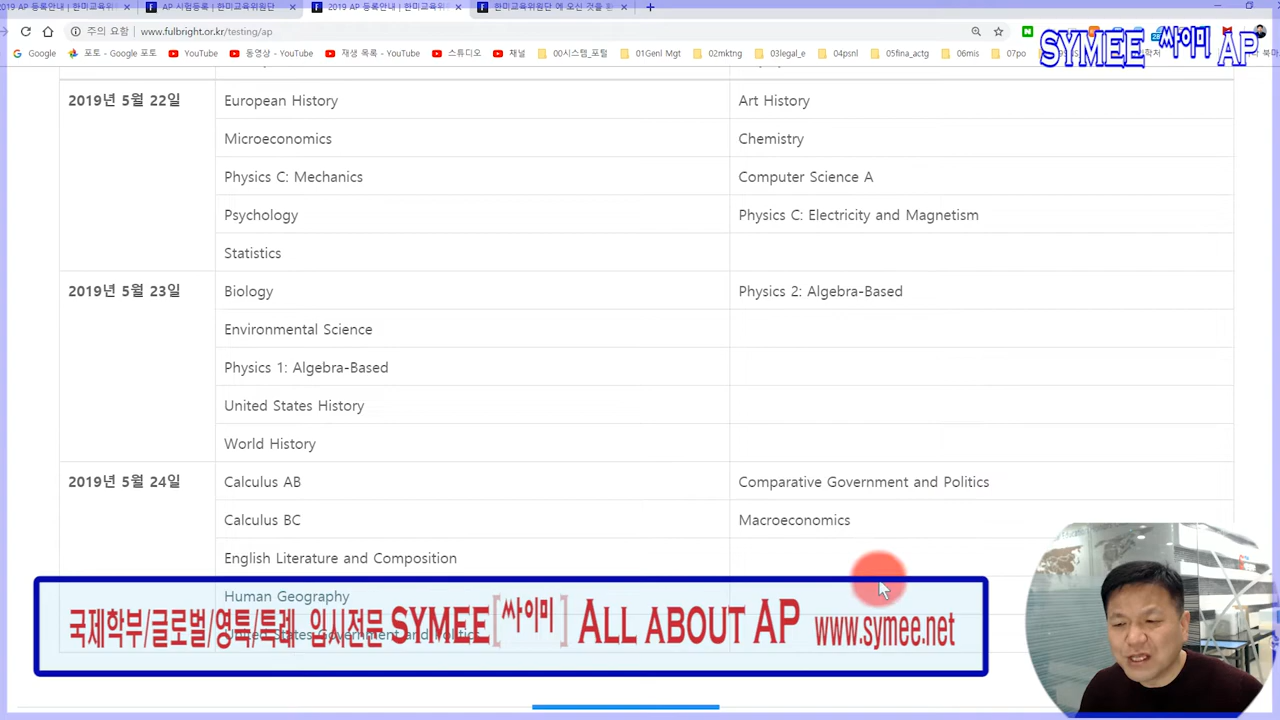 2019 AP 등록안내 | 한미교육위원
AP 시험등록 | 한미교육위원단
2019 AP 등록안내 | 한미교육위원
한미교육위원단 에 오신 것을 환
주의 요함
www.fulbright.or.kr/testing/ap
Google
포토 - Google 포토
YouTube
동영상 - YouTube
재생 목록 - YouTube
스튜디오
채널
00시스템_포털
01Genl Mgt
02mktng
03legal_e
04psnl
05fina_actg
06mis
07po
SYMEE 싸이미 AP
2019년 5월 22일
European History
Art History
Microeconomics
Chemistry
Physics C: Mechanics
Computer Science A
Psychology
Physics C: Electricity and Magnetism
Statistics
2019년 5월 23일
Biology
Physics 2: Algebra-Based
Environmental Science
Physics 1: Algebra-Based
United States History
World History
2019년 5월 24일
Calculus AB
Comparative Government and Politics
Calculus BC
Macroeconomics
English Literature and Composition
Human Geography
United States Government and Politics
국제학부/글로벌/영특/특례 입시전문 SYMEE[싸이미] ALL ABOUT AP www.symee.net